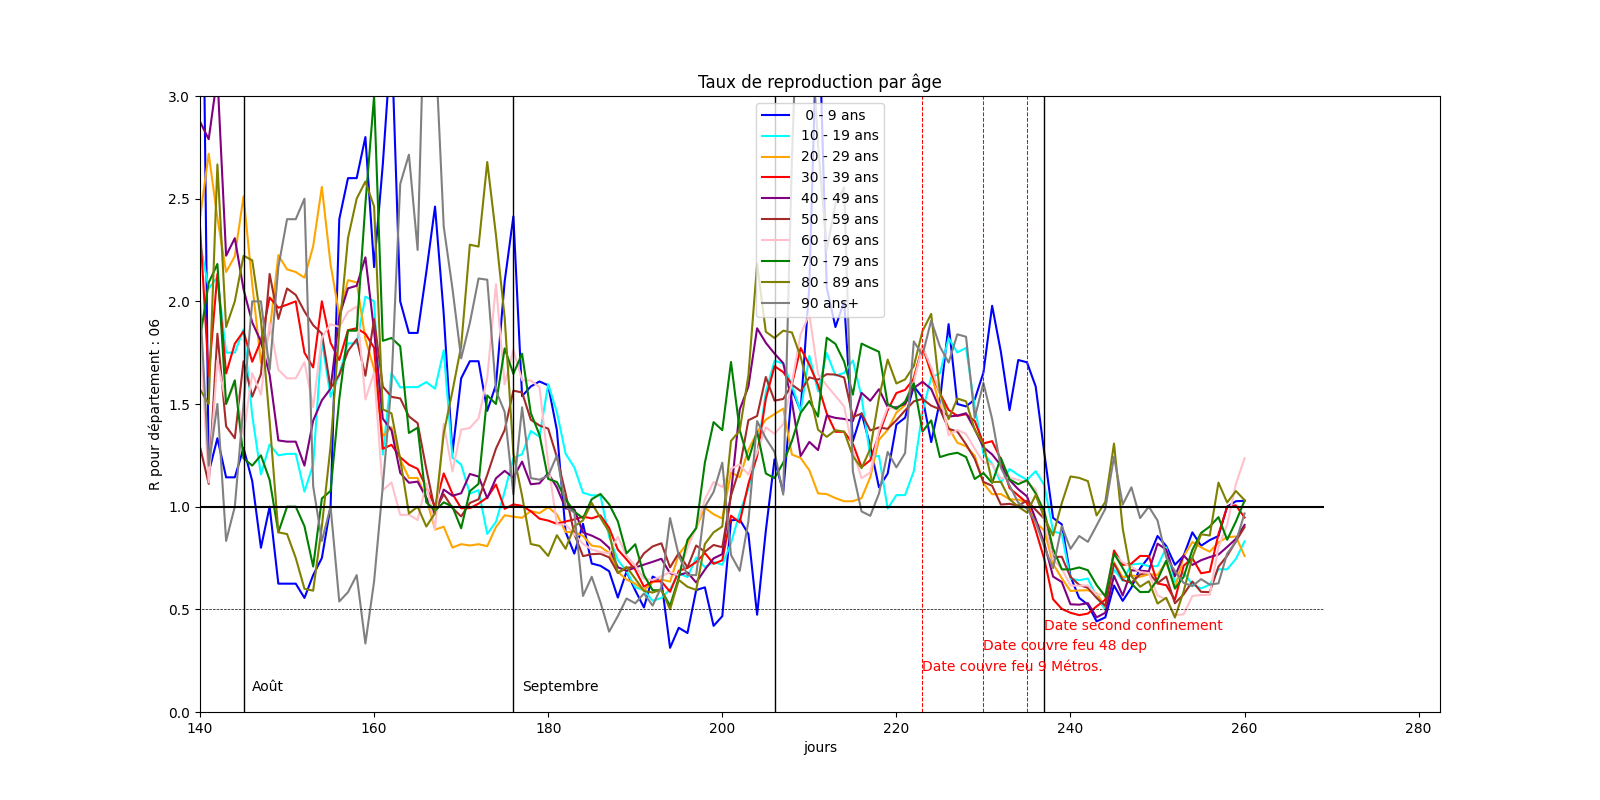 Taux de reproduction par âge
3.0
2.5
2.0
1.5
1.0
0.5
0.0
R pour département : 06
0 - 9 ans
10 - 19 ans
20 - 29 ans
30 - 39 ans
40 - 49 ans
50 - 59 ans
60 - 69 ans
70 - 79 ans
80 - 89 ans
90 ans+
Date second confinement
Date couvre feu 48 dep
Date couvre feu 9 Métros.
Août
Septembre
140
160
180
200
220
240
260
280
jours